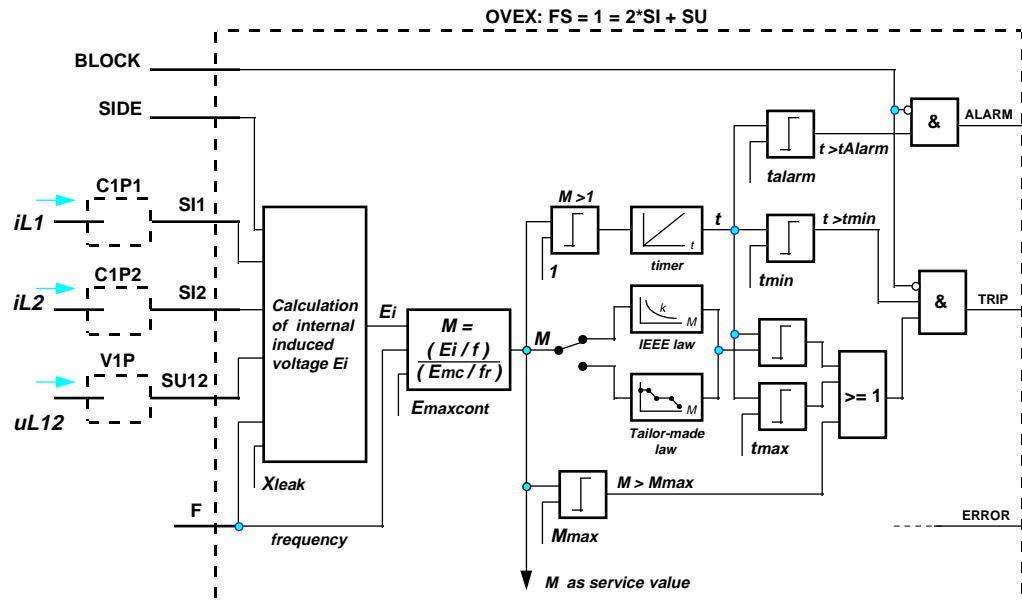 OVEX: FS = 1 = 2*SI + SU
BLOCK
SIDE
C1P1
SI1
iL1
C1P2
SI2
iL2
V1P
SU12
uL12
F
frequency
Calculation
of internal
induced
voltage Ei
Xleak
Ei
M =
( Ei / f )
( Emc / fr )
Emaxcont
M
M >1
1
t
timer
t
k
M
IEEE law
M
Tailor-made
law
M > Mmax
Mmax
M as service value
t >tAlarm
talarm
t >tmin
tmin
tmax
>= 1
&
ALARM
&
TRIP
ERROR